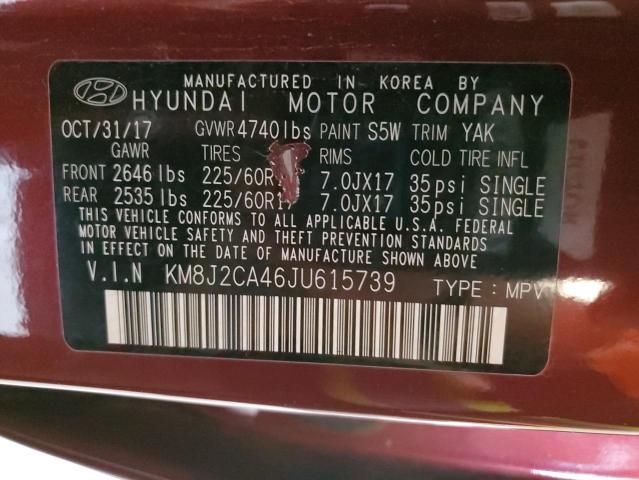 MANUFACTURED IN KOREA BY
HYUNDAI MOTOR COMPANY
OCT/31/17 GVWR 4740lbs PAINT S5W TRIM YAK
GAWR TIRES RIMS COLD TIRE INFL
FRONT 2646 lbs 225/60R 7.0JX17 35psi SINGLE
REAR 2535 lbs 225/60R1 7.0JX17 35psi SINGLE
THIS VEHICLE CONFORMS TO ALL APPLICABLE U.S.A. FEDERAL
MOTOR VEHICLE SAFETY AND THEFT PREVENTION STANDARDS
IN EFFECT ON THE DATE OF MANUFACTURE SHOWN ABOVE.
V.I.N KM8J2CA46JU615739 TYPE : MPV